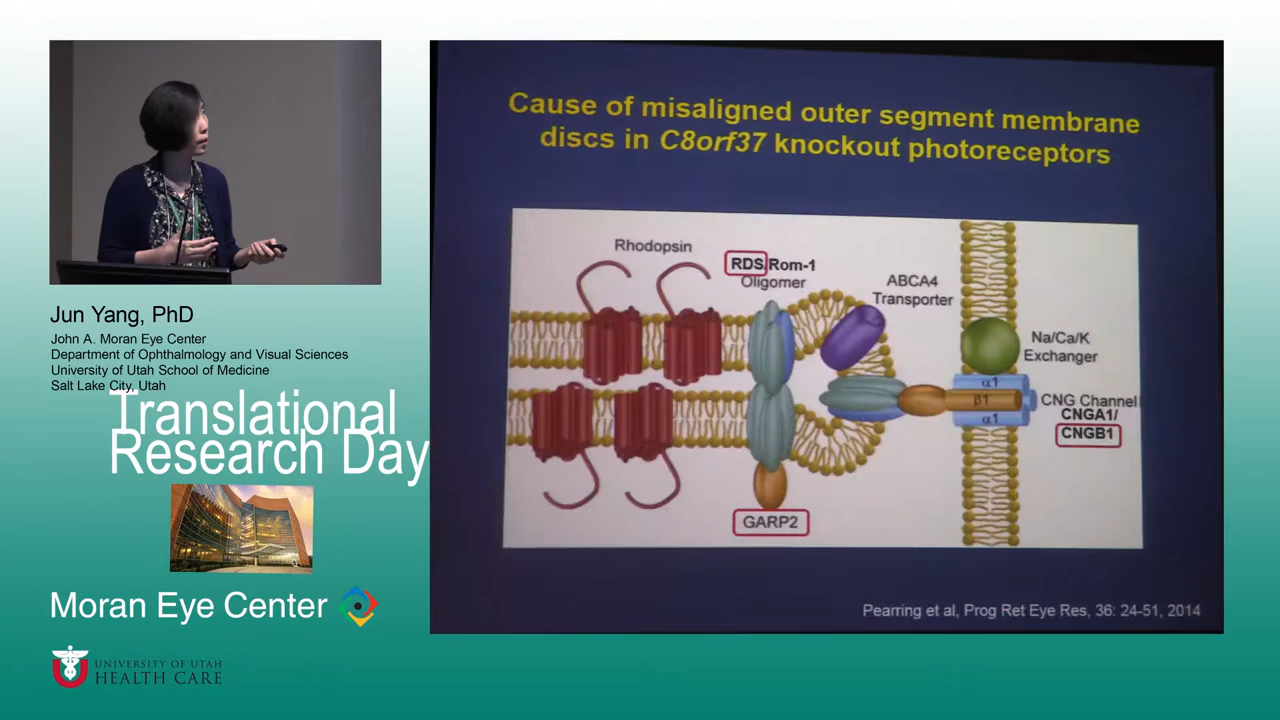 Jun Yang, PhD
John A. Moran Eye Center
Department of Ophthalmology and Visual Sciences
University of Utah School of Medicine
Salt Lake City, Utah
Translational
Research Day
Moran Eye Center
UNIVERSITY OF UTAH
HEALTH CARE
Cause of misaligned outer segment membrane
discs in C8orf37 knockout photoreceptors
Rhodopsin
RDS/Rom-1
Oligomer
ABCA4
Transporter
Na/Ca/K
Exchanger
α1
β1
α1
CNG Channel
CNGA1/
CNGB1
GARP2
Pearring et al, Prog Ret Eye Res, 36: 24-51, 2014